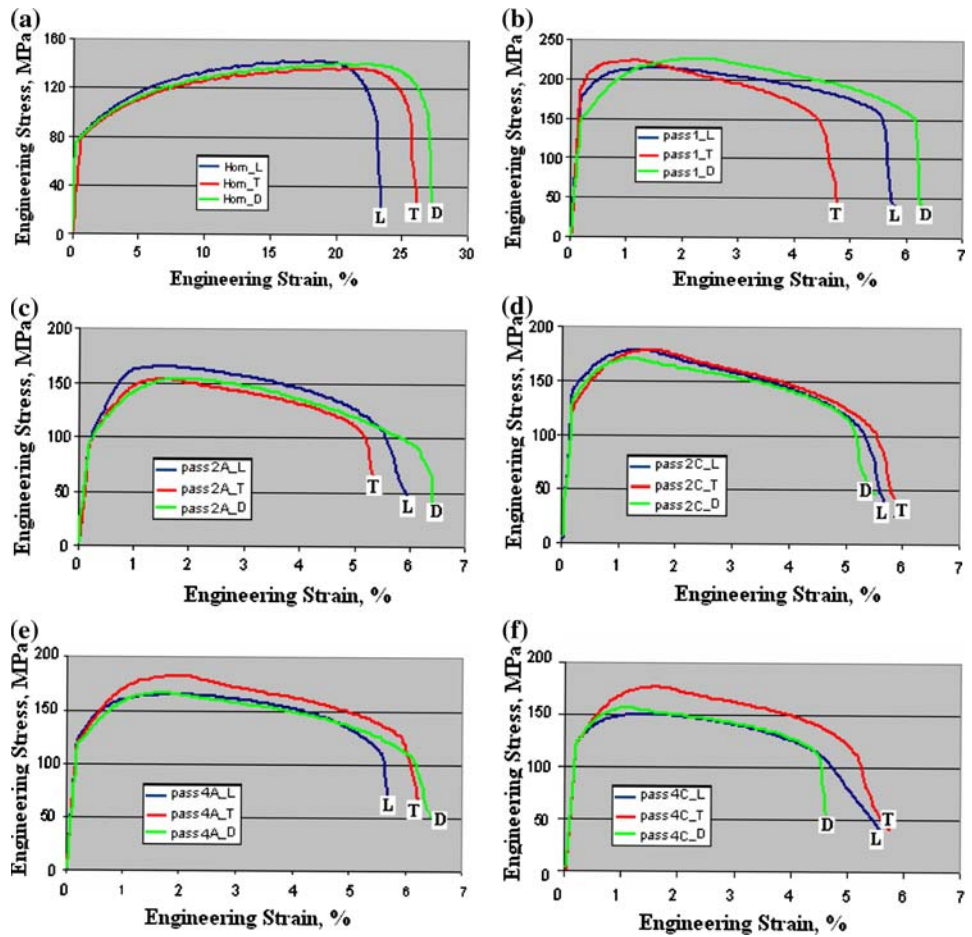 (a)
Engineering Stress, MPa
160
120
80
40
0
Hom_L
Hom_T
Hom_D
L
T
D
0 5 10 15 20 25 30
Engineering Strain, %
(b)
Engineering Stress, MPa
250
200
150
100
50
0
pass1_L
pass1_T
pass1_D
T
L
D
0 1 2 3 4 5 6 7
Engineering Strain, %
(c)
Engineering Stress, MPa
200
150
100
50
0
pass2A_L
pass2A_T
pass2A_D
T
L
D
0 1 2 3 4 5 6 7
Engineering Strain, %
(d)
Engineering Stress, MPa
200
150
100
50
0
pass2C_L
pass2C_T
pass2C_D
D
L
T
0 1 2 3 4 5 6 7
Engineering Strain, %
(e)
Engineering Stress, MPa
200
150
100
50
0
pass4A_L
pass4A_T
pass4A_D
L
T
D
0 1 2 3 4 5 6 7
Engineering Strain, %
(f)
Engineering Stress, MPa
200
150
100
50
0
pass4C_L
pass4C_T
pass4C_D
D
L
T
0 1 2 3 4 5 6 7
Engineering Strain, %